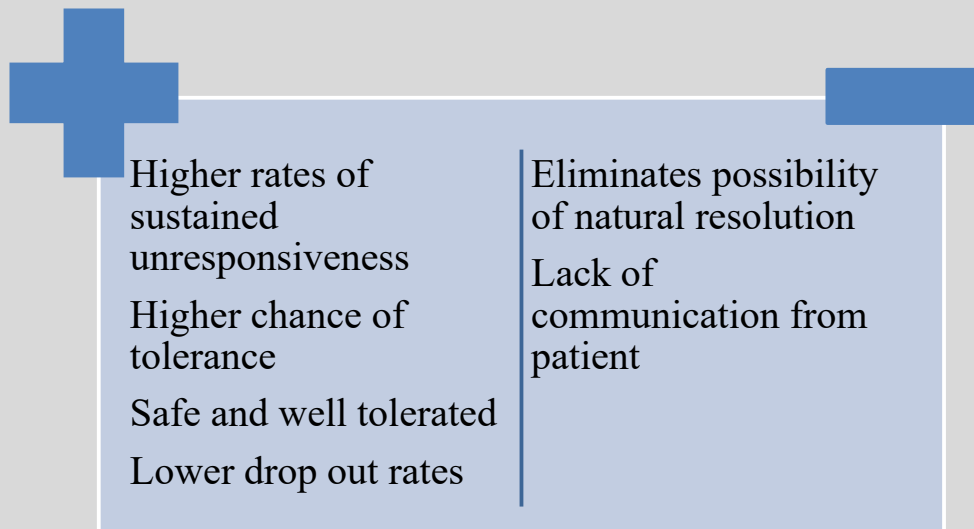 Higher rates of
sustained
unresponsiveness
Higher chance of
tolerance
Safe and well tolerated
Lower drop out rates
Eliminates possibility
of natural resolution
Lack of
communication from
patient